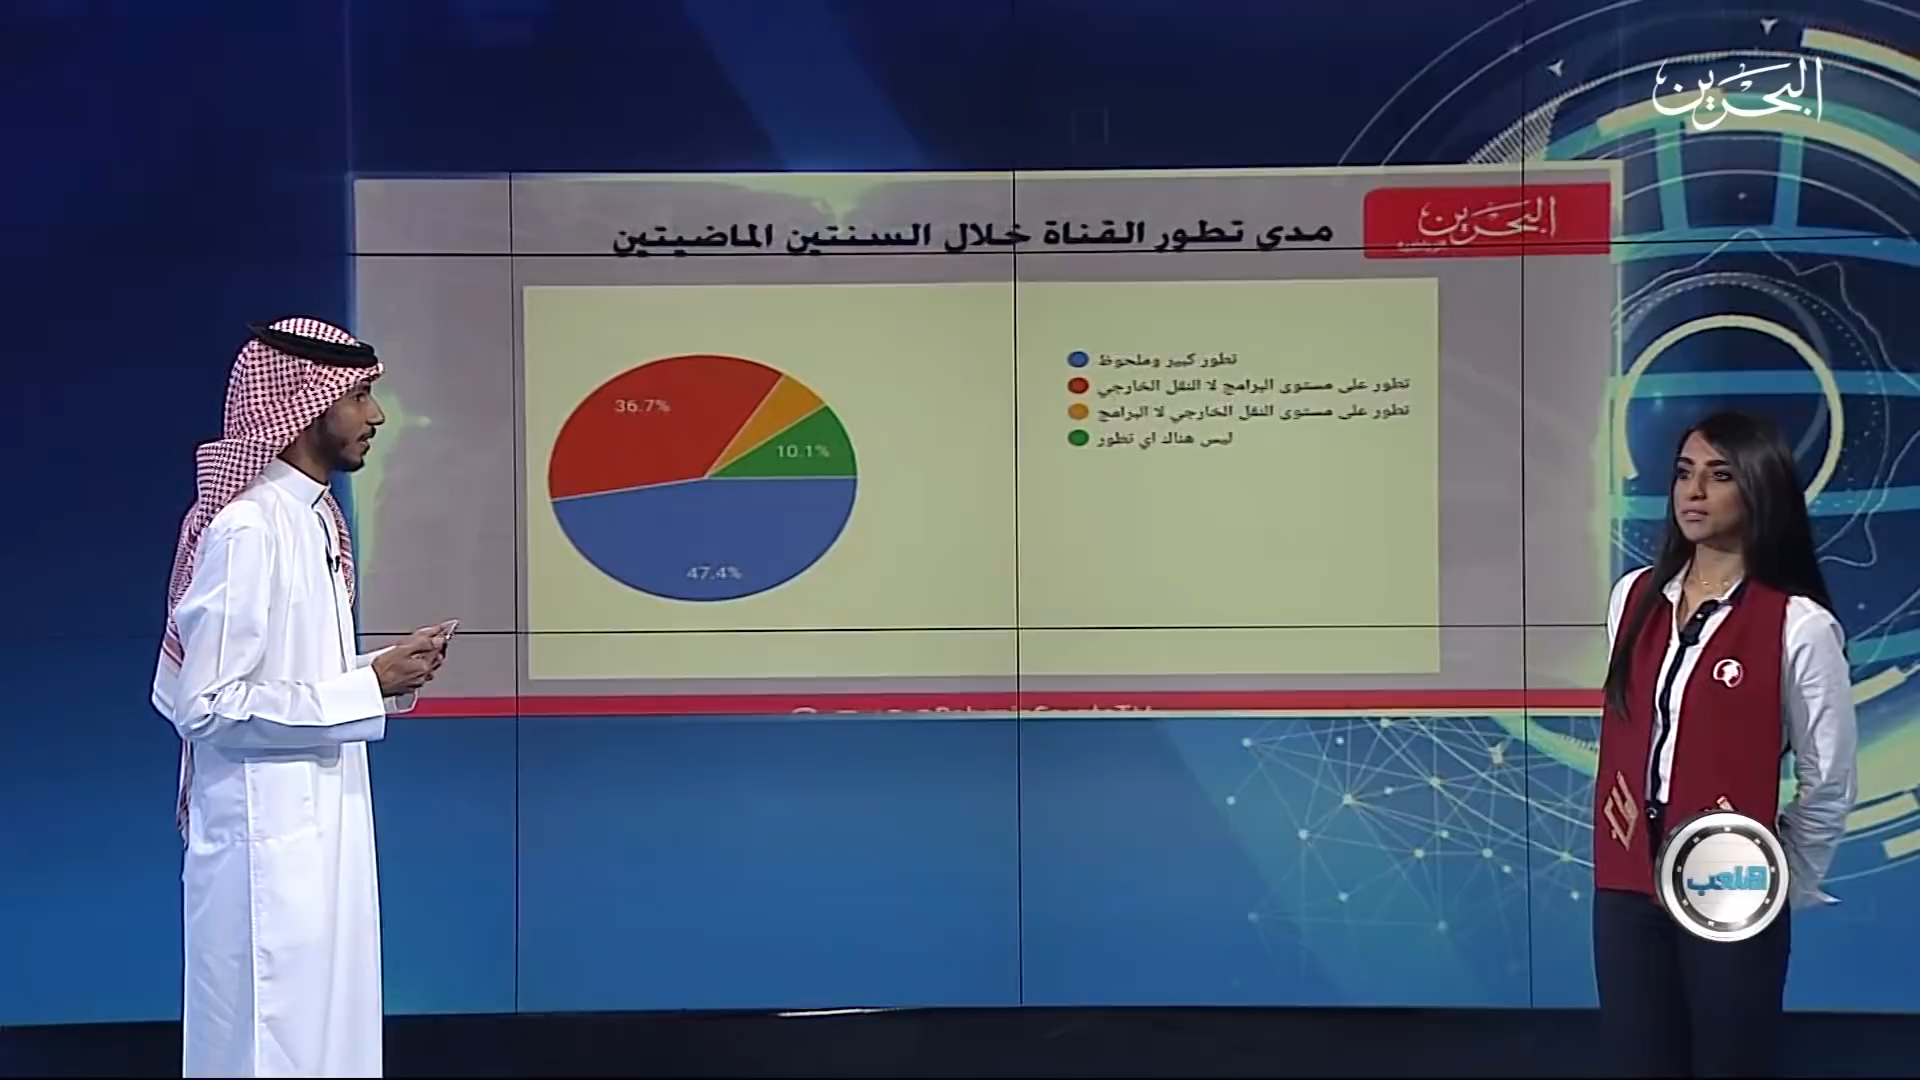 البحرين
البحرين
مدى تطور القناة خلال السنتين الماضيتين
تطور كبير وملحوظ
تطور على مستوى البرامج لا النقل الخارجي
تطور على مستوى النقل الخارجي لا البرامج
ليس هناك اي تطور
36.7%
10.1%
47.4%
هلعب